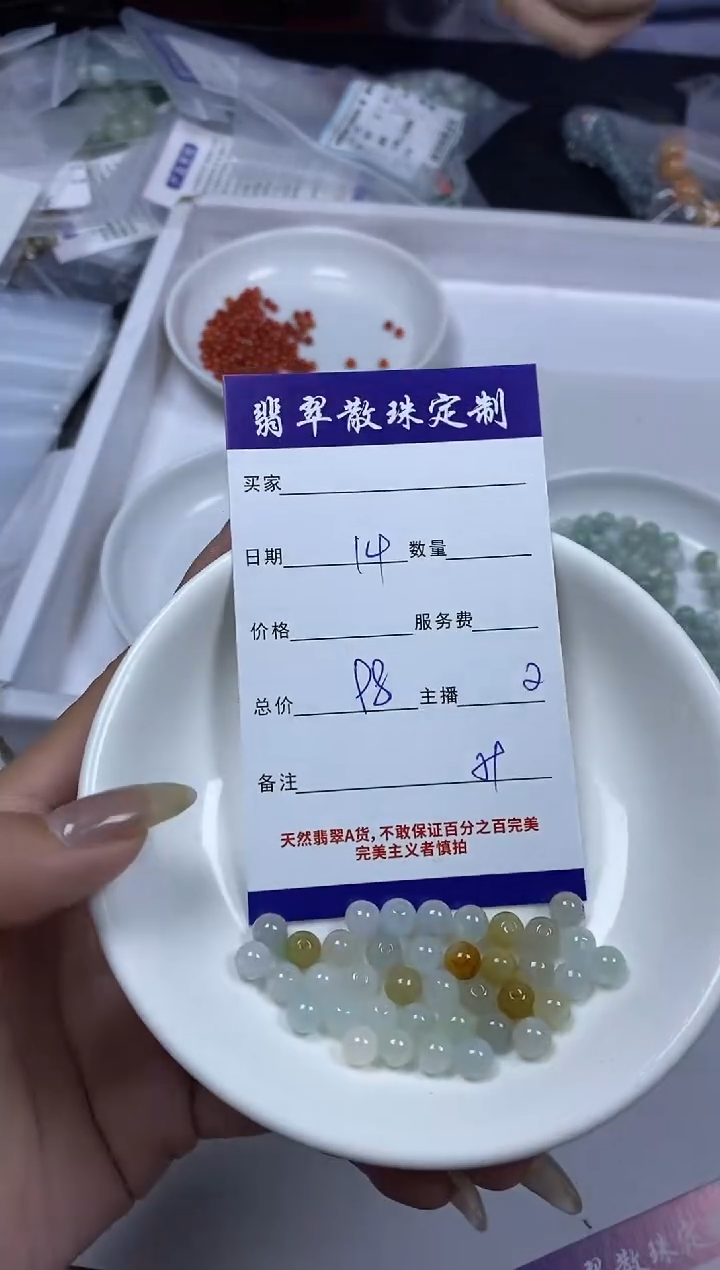 翡翠散珠定制
买家
日期 14 数量
价格 服务费
总价 98 主播 2
备注
天然翡翠A货,不敢保证百分之百完美
完美主义者慎拍